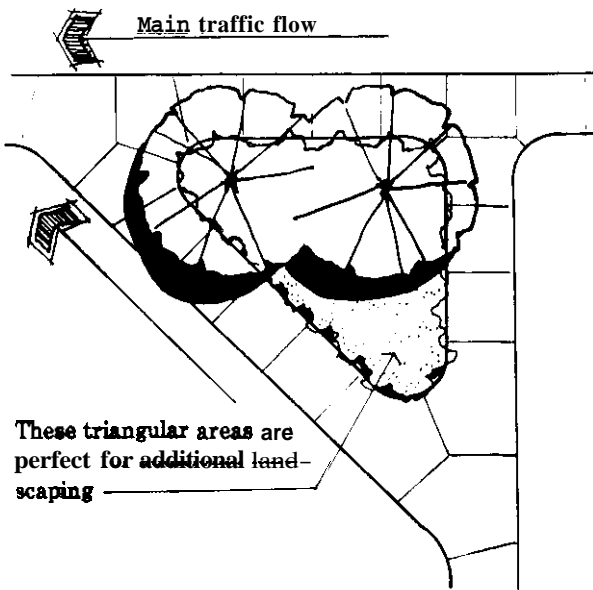 Main traffic flow
These triangular areas are
perfect for additional land-
scaping